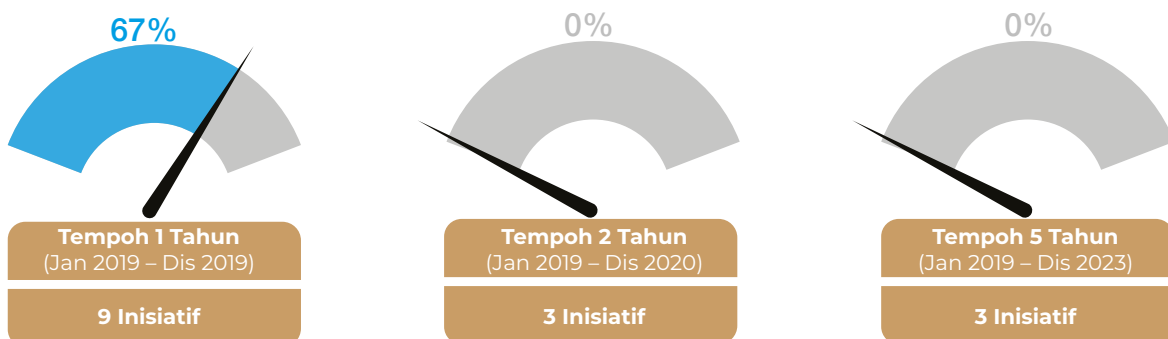 67%
0%
0%
Tempoh 1 Tahun
(Jan 2019 – Dis 2019)
9 Inisiatif
Tempoh 2 Tahun
(Jan 2019 – Dis 2020)
3 Inisiatif
Tempoh 5 Tahun
(Jan 2019 – Dis 2023)
3 Inisiatif